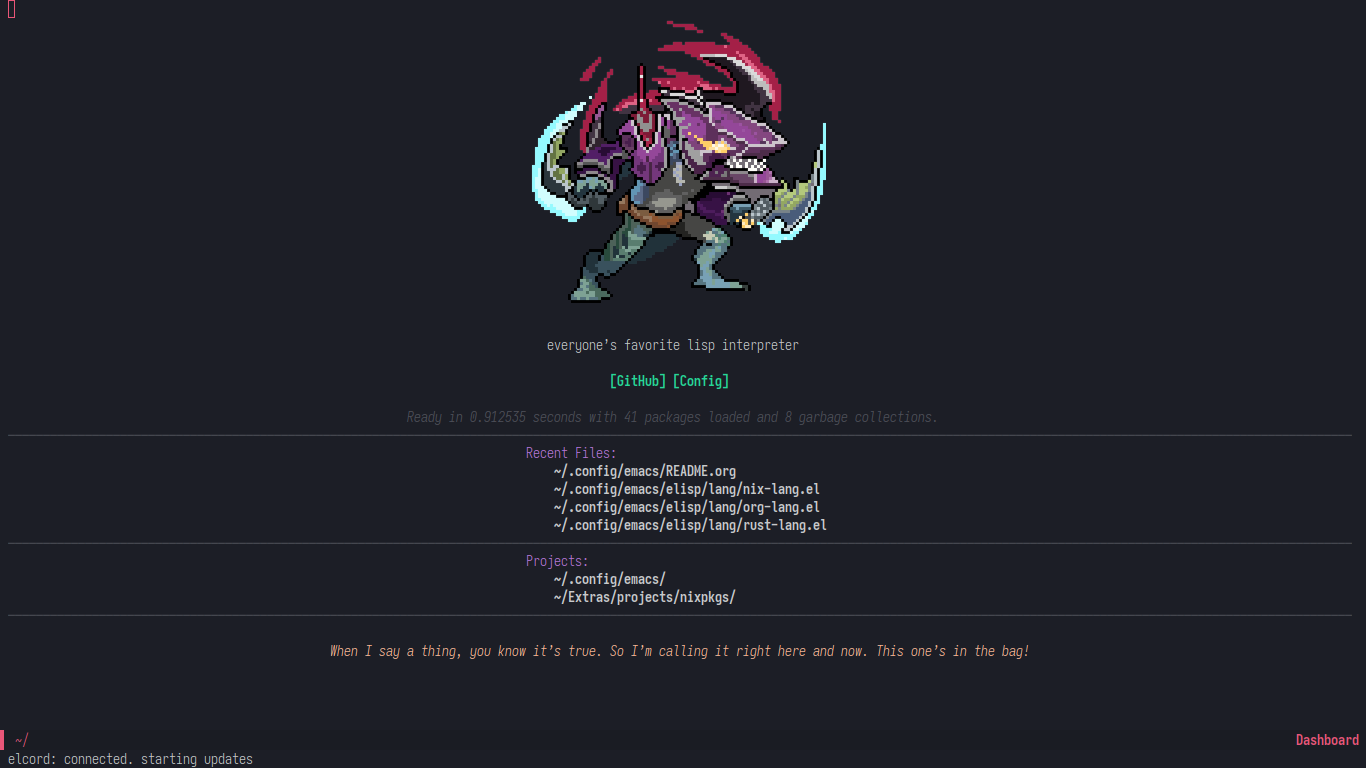 everyone's favorite lisp interpreter
[GitHub] [Config]
Ready in 0.912535 seconds with 41 packages loaded and 8 garbage collections.
Recent Files:
~/.config/emacs/README.org
~/.config/emacs/elisp/lang/nix-lang.el
~/.config/emacs/elisp/lang/org-lang.el
~/.config/emacs/elisp/lang/rust-lang.el
Projects:
~/.config/emacs/
~/Extras/projects/nixpkgs/
When I say a thing, you know it's true. So I'm calling it right here and now. This one's in the bag!
~/ Dashboard
elcord: connected. starting updates